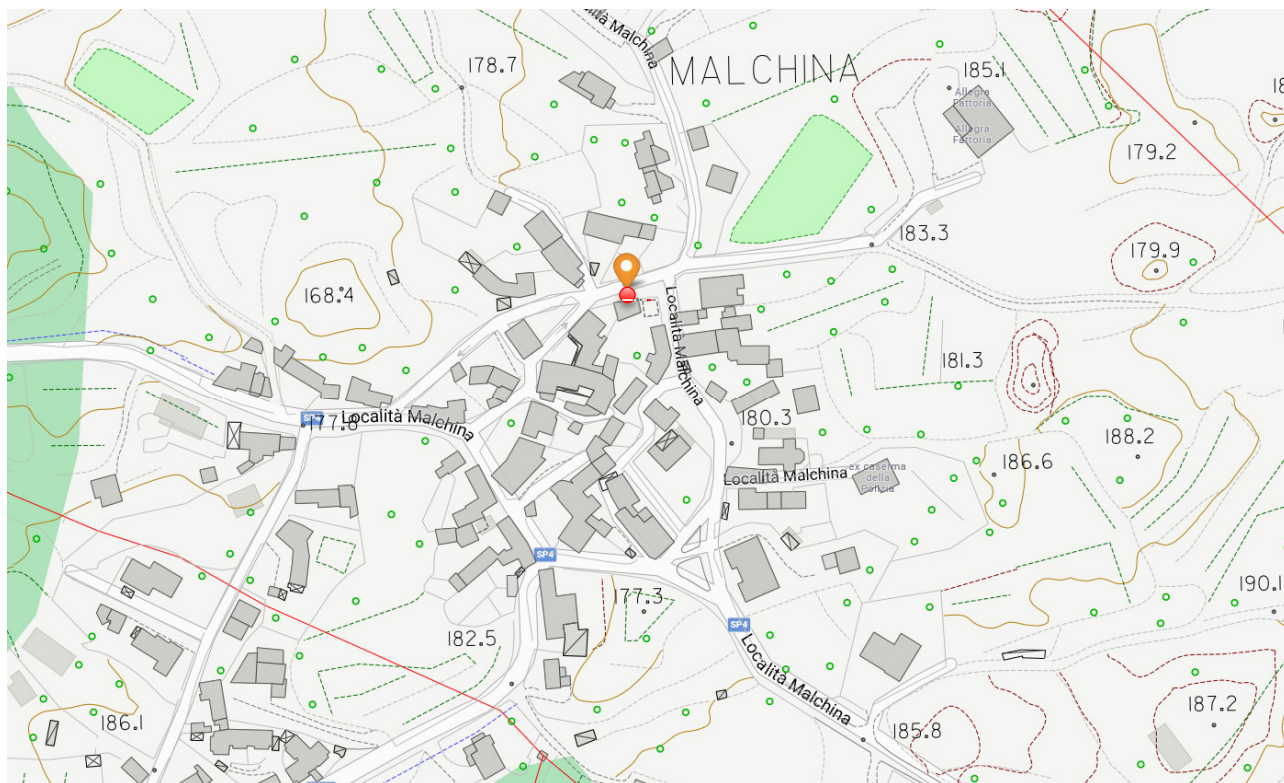 Località Malchina
178.7
MALCHINA
185.1
Allegra
Fattoria
Allegra
Fattoria
179.2
183.3
179.9
168.4
Località Malchina
181.3
177.8
Località Malchina
180.3
188.2
186.6
ex caserma
della
Polizia
Località Malchina
SP4
177.3
190.1
SP4
182.5
Località Malchina
186.1
187.2
185.8